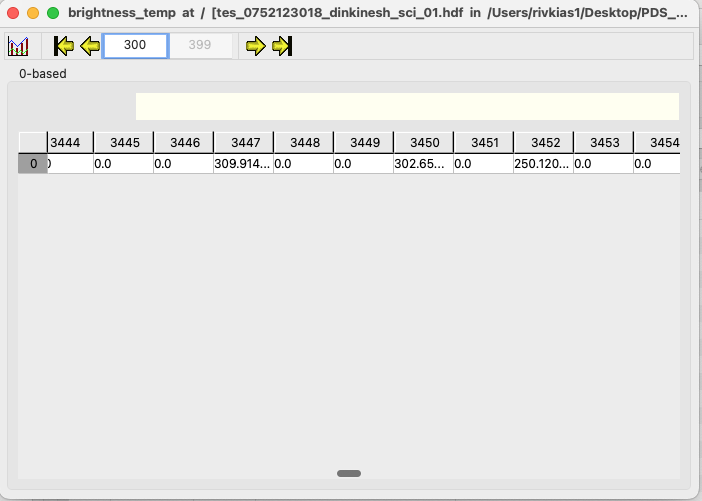 brightness_temp at / [tes_0752123018_dinkinesh_sci_01.hdf in /Users/rivkias1/Desktop/PDS_...
300 399
0-based
3444 3445 3446 3447 3448 3449 3450 3451 3452 3453 3454
0 0.0 0.0 309.914... 0.0 0.0 302.65... 0.0 250.120... 0.0 0.0